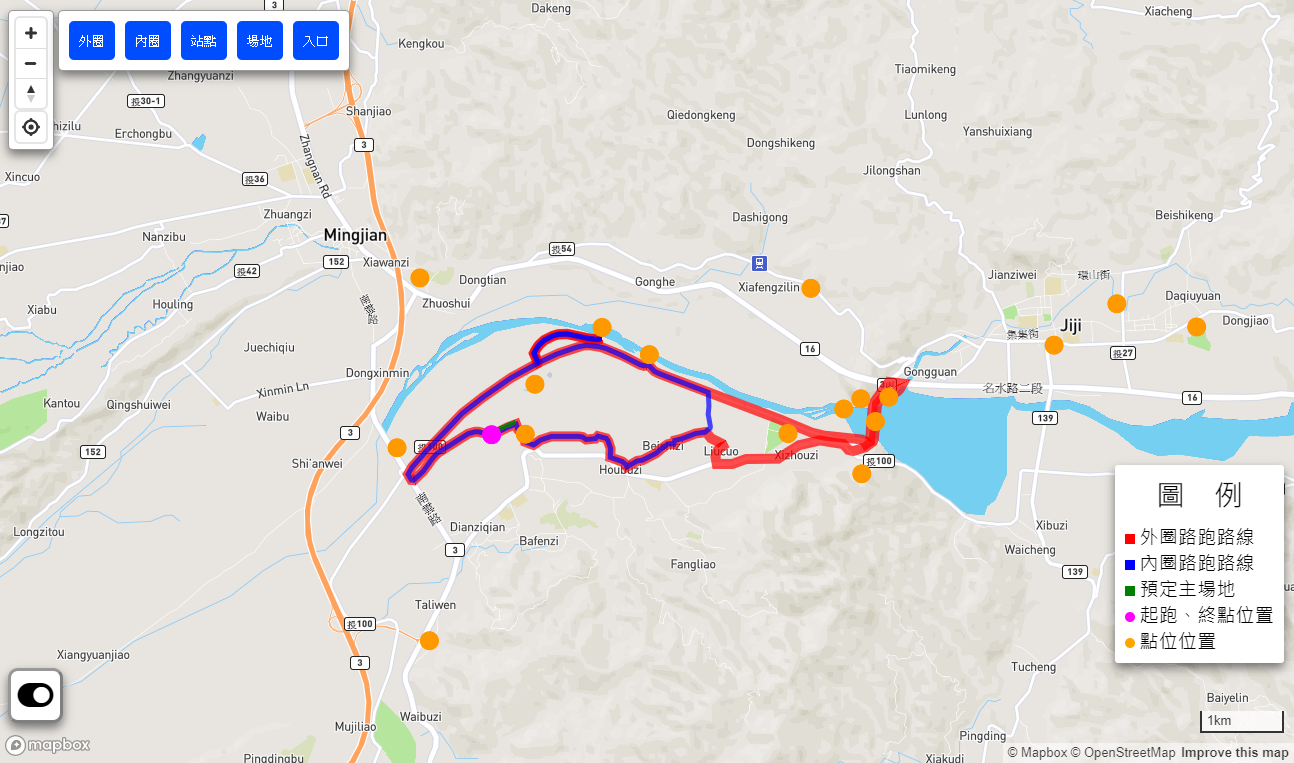 3
Dakeng
Xiacheng
外圈
內圈
站點
場地
入口
Kengkou
Zhangyuanzi
Tiaomikeng
投30-1
Shanjiao
Qiedongkeng
Lunlong
hizilu
Erchongbu
Yanshuixiang
3
Dongshikeng
Zhangnan Rd
Jilongshan
Xincuo
投36
Zhuangzi
Dashigong
Beishikeng
Nanzibu
Mingjian
投54
152
Xiawanzi
njiao
投42
Dongtian
Gonghe
Xiafengzilin
Jianziwei
環山街
Zhuoshui
Daqiuyuan
Houling
Xiabu
Jiji
Dongjiao
集集街
Juechiqiu
16
投27
Dongxinmin
Gongguan
Xinmin Ln
名水路二段
Kantou
Qingshuiwei
16
Waibu
139
3
152
Beishizi
Liucuo
Xizhouzi
投100
Shi'anwei
Houbuzi
圖 例
Dianziqian
Longzitou
Xibuzi
外圈路跑路線
Bafenzi
3
Waicheng
內圈路跑路線
Fangliao
139
預定主場地
Taliwen
起跑、終點位置
投100
點位位置
Xiangyuanjiao
3
Tucheng
Baiyelin
Waibuzi
1km
Mujiliao
Pingding
mapbox
Pingdingbu
Xiakudi
© Mapbox © OpenStreetMap Improve this map